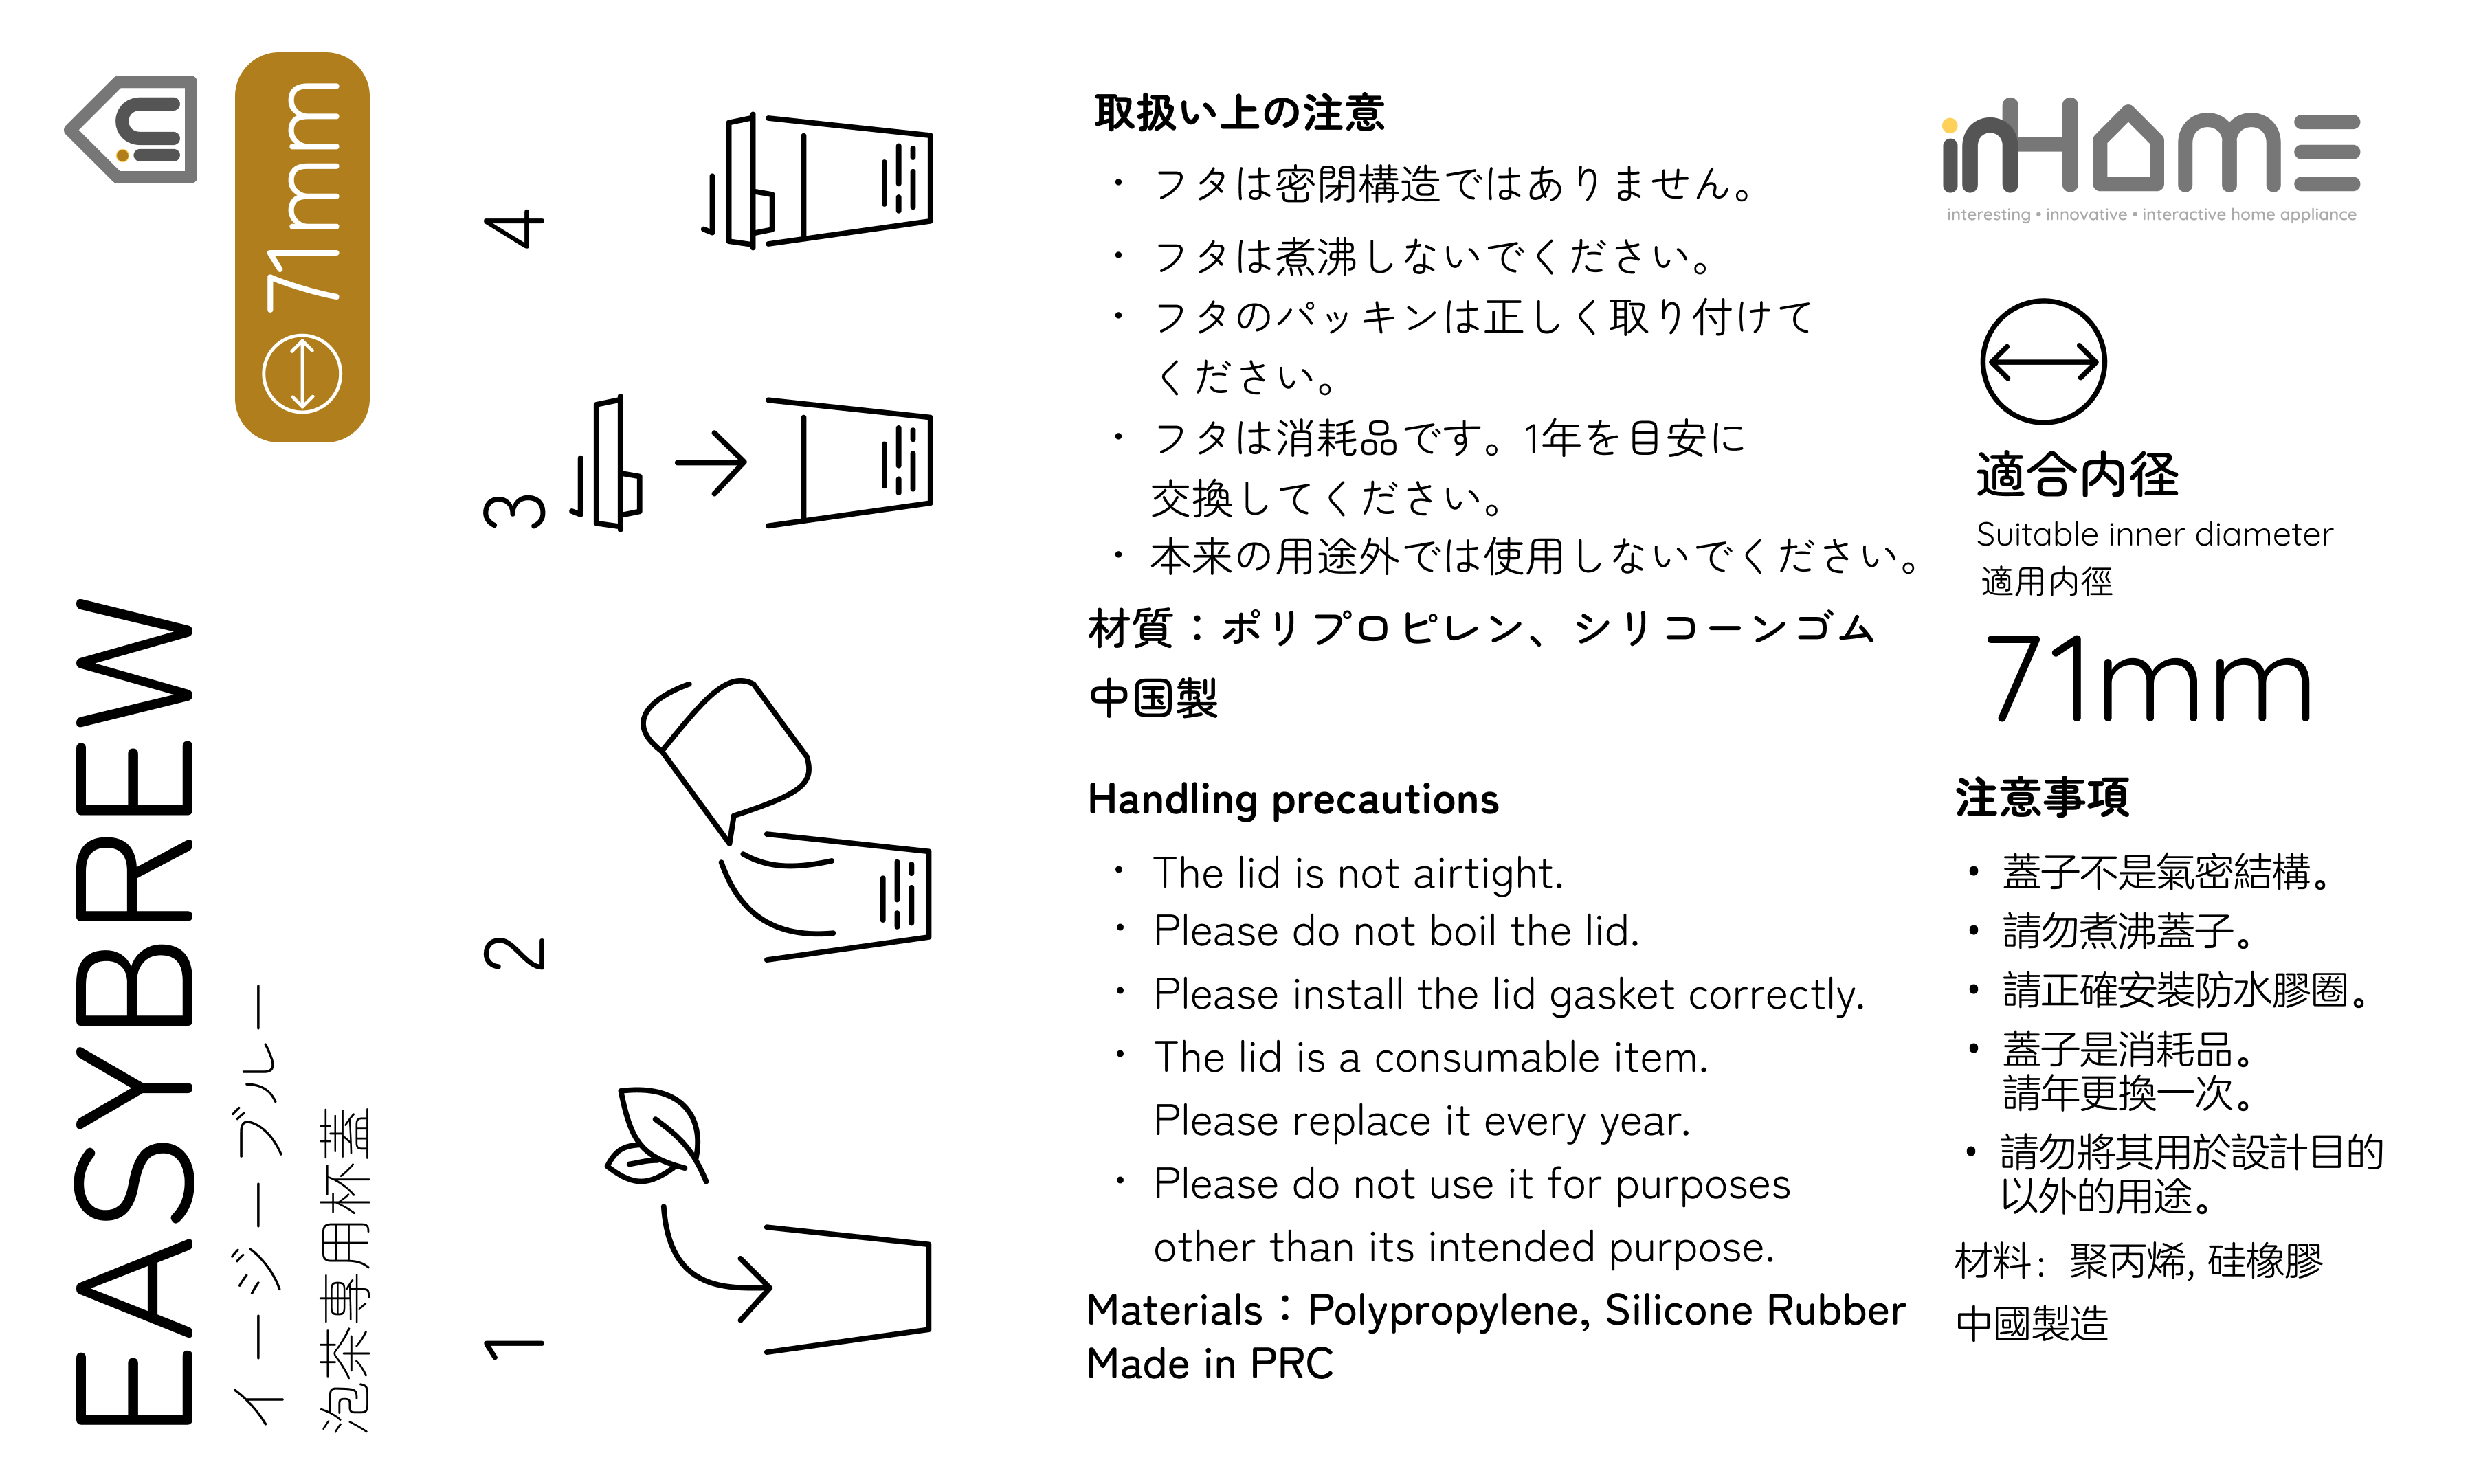 EASYBREW
イージーブルー
泡茶專用杯蓋
in
71mm
1
2
3
4
取扱い上の注意
・ フタは密閉構造ではありません。
・ フタは煮沸しないでください。
・ フタのパッキンは正しく取り付けて
ください。
・ フタは消耗品です。1年を目安に
交換してください。
・ 本来の用途外では使用しないでください。
材質：ポリプロピレン、シリコーンゴム
中国製
Handling precautions
・ The lid is not airtight.
・ Please do not boil the lid.
・ Please install the lid gasket correctly.
・ The lid is a consumable item.
Please replace it every year.
・ Please do not use it for purposes
other than its intended purpose.
Materials：Polypropylene, Silicone Rubber
Made in PRC
inHOME
interesting • innovative • interactive home appliance
適合内径
Suitable inner diameter
適用内徑
71mm
注意事項
• 蓋子不是氣密結構。
• 請勿煮沸蓋子。
• 請正確安裝防水膠圈。
• 蓋子是消耗品。
請年更換一次。
• 請勿將其用於設計目的
以外的用途。
材料：聚丙烯, 硅橡膠
中國製造